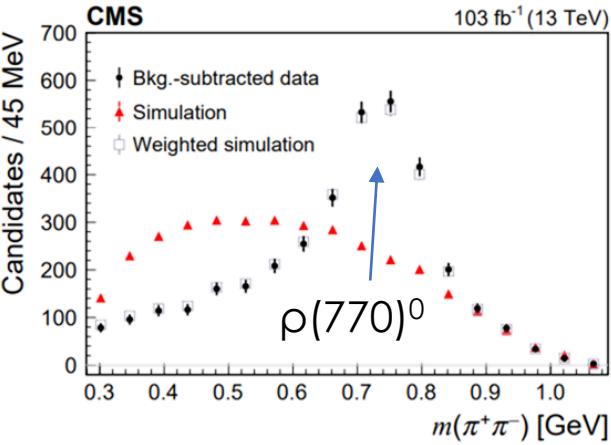 CMS
103 fb⁻¹ (13 TeV)
Candidates / 45 MeV
700
600
500
400
300
200
100
0
Bkg.-subtracted data
Simulation
Weighted simulation
ρ(770)⁰
0.3 0.4 0.5 0.6 0.7 0.8 0.9 1.0
m(π⁺π⁻) [GeV]